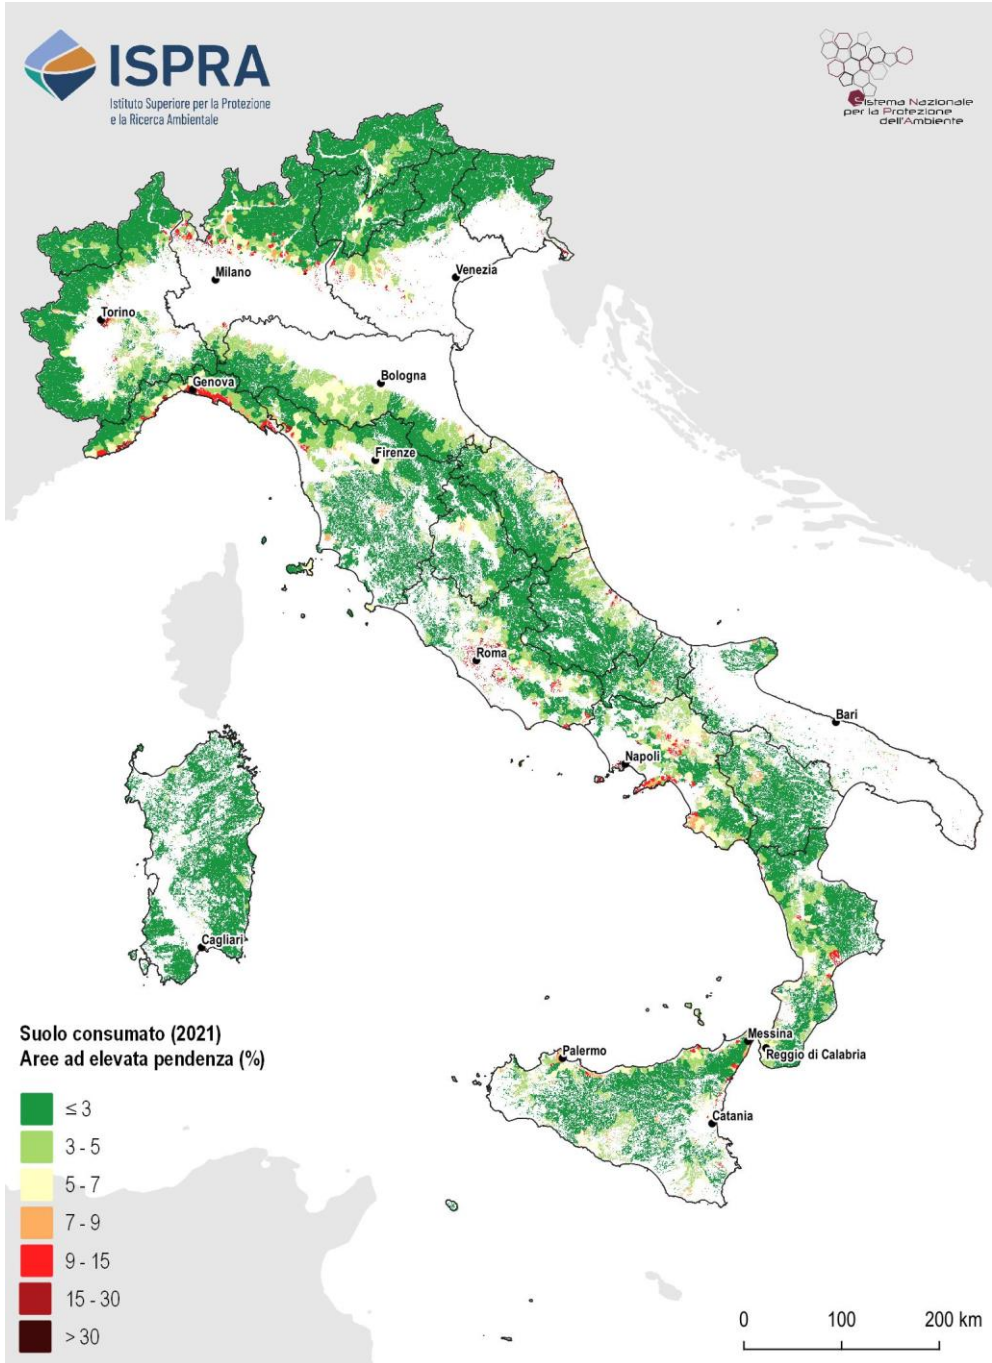 ISPRA
Istituto Superiore per la Protezione
e la Ricerca Ambientale
Sistema Nazionale
per la Protezione
dell'Ambiente
Milano
Venezia
Torino
Genova
Bologna
Firenze
Roma
Bari
Napoli
Cagliari
Messina
Palermo
Reggio di Calabria
Catania
Suolo consumato (2021)
Aree ad elevata pendenza (%)
≤ 3
3 - 5
5 - 7
7 - 9
9 - 15
15 - 30
> 30
0 100 200 km